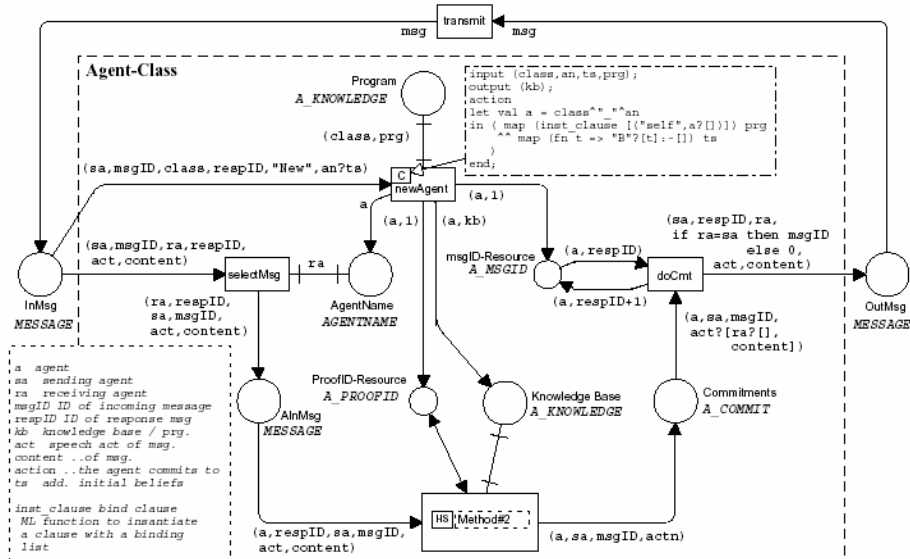 transmit
msg
msg
Agent-Class
Program
A_KNOWLEDGE
input (class,an,ts,prg);
output (kb);
action
let val a = class^"_"^an
in ( map (inst_clause [("self",a?[])]) prg
^^ map (fn t => "B"?[t]:-[]) ts
)
end;
(class,prg)
(sa,msgID,class,respID,"New",an?ts)
C
newAgent
a
(a,1)
(a,kb)
(a,1)
(sa,msgID,ra,respID,
act,content)
selectMsg
ra
InMsg
MESSAGE
AgentName
AGENTNAME
msgID-Resource
A_MSGID
(a,respID)
(a,respID+1)
doCmt
(sa,respID,ra,
if ra=sa then msgID
else 0,
act,content)
OutMsg
MESSAGE
(ra,respID,
sa,msgID,
act,content)
(a,sa,msgID,
act?[ra?[],
content])
a agent
sa sending agent
ra receiving agent
msgID ID of incoming message
respID ID of response msg
kb knowledge base / prg.
act speech act of msg.
content ..of msg.
action ..the agent commits to
ts add. initial beliefs
inst_clause bind clause
ML function to insantiate
a clause with a binding
list
AInMsg
MESSAGE
ProofID-Resource
A_PROOFID
Knowledge Base
A_KNOWLEDGE
Commitments
A_COMMIT
HS
'Method#2
(a,respID,sa,msgID,
act,content)
(a,sa,msgID,actn)